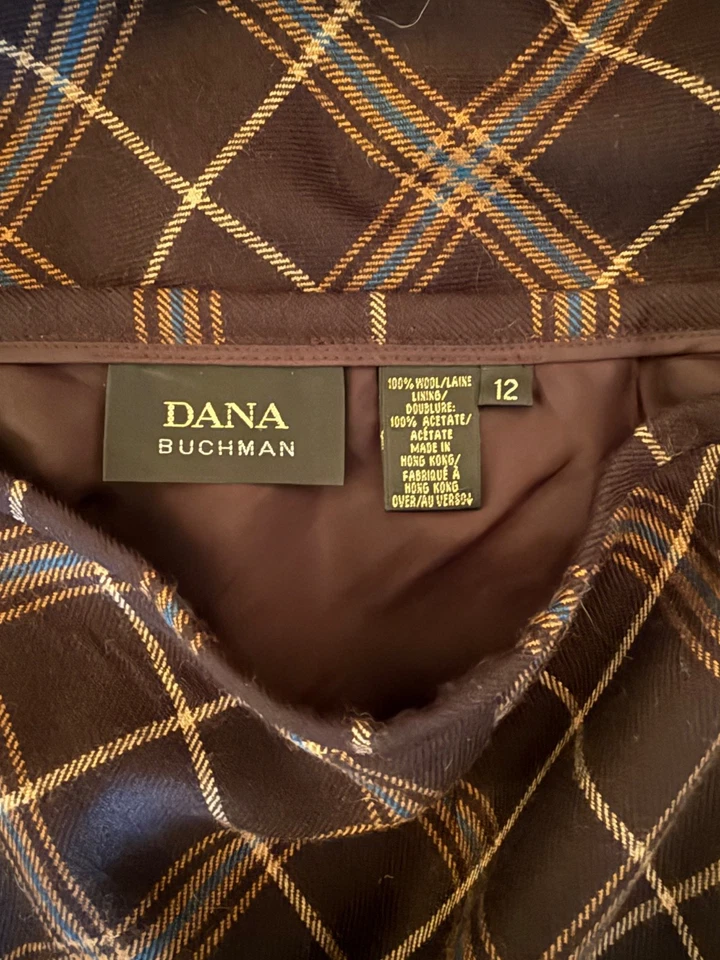 DANA
BUCHMAN
100% WOOL/LAINE
LINING/
DOUBLURE:
100% ACETATE/
ACÉTATE
MADE IN
HONG KONG/
FABRIQUÉ À
HONG KONG
OVER/AU VERSO
12